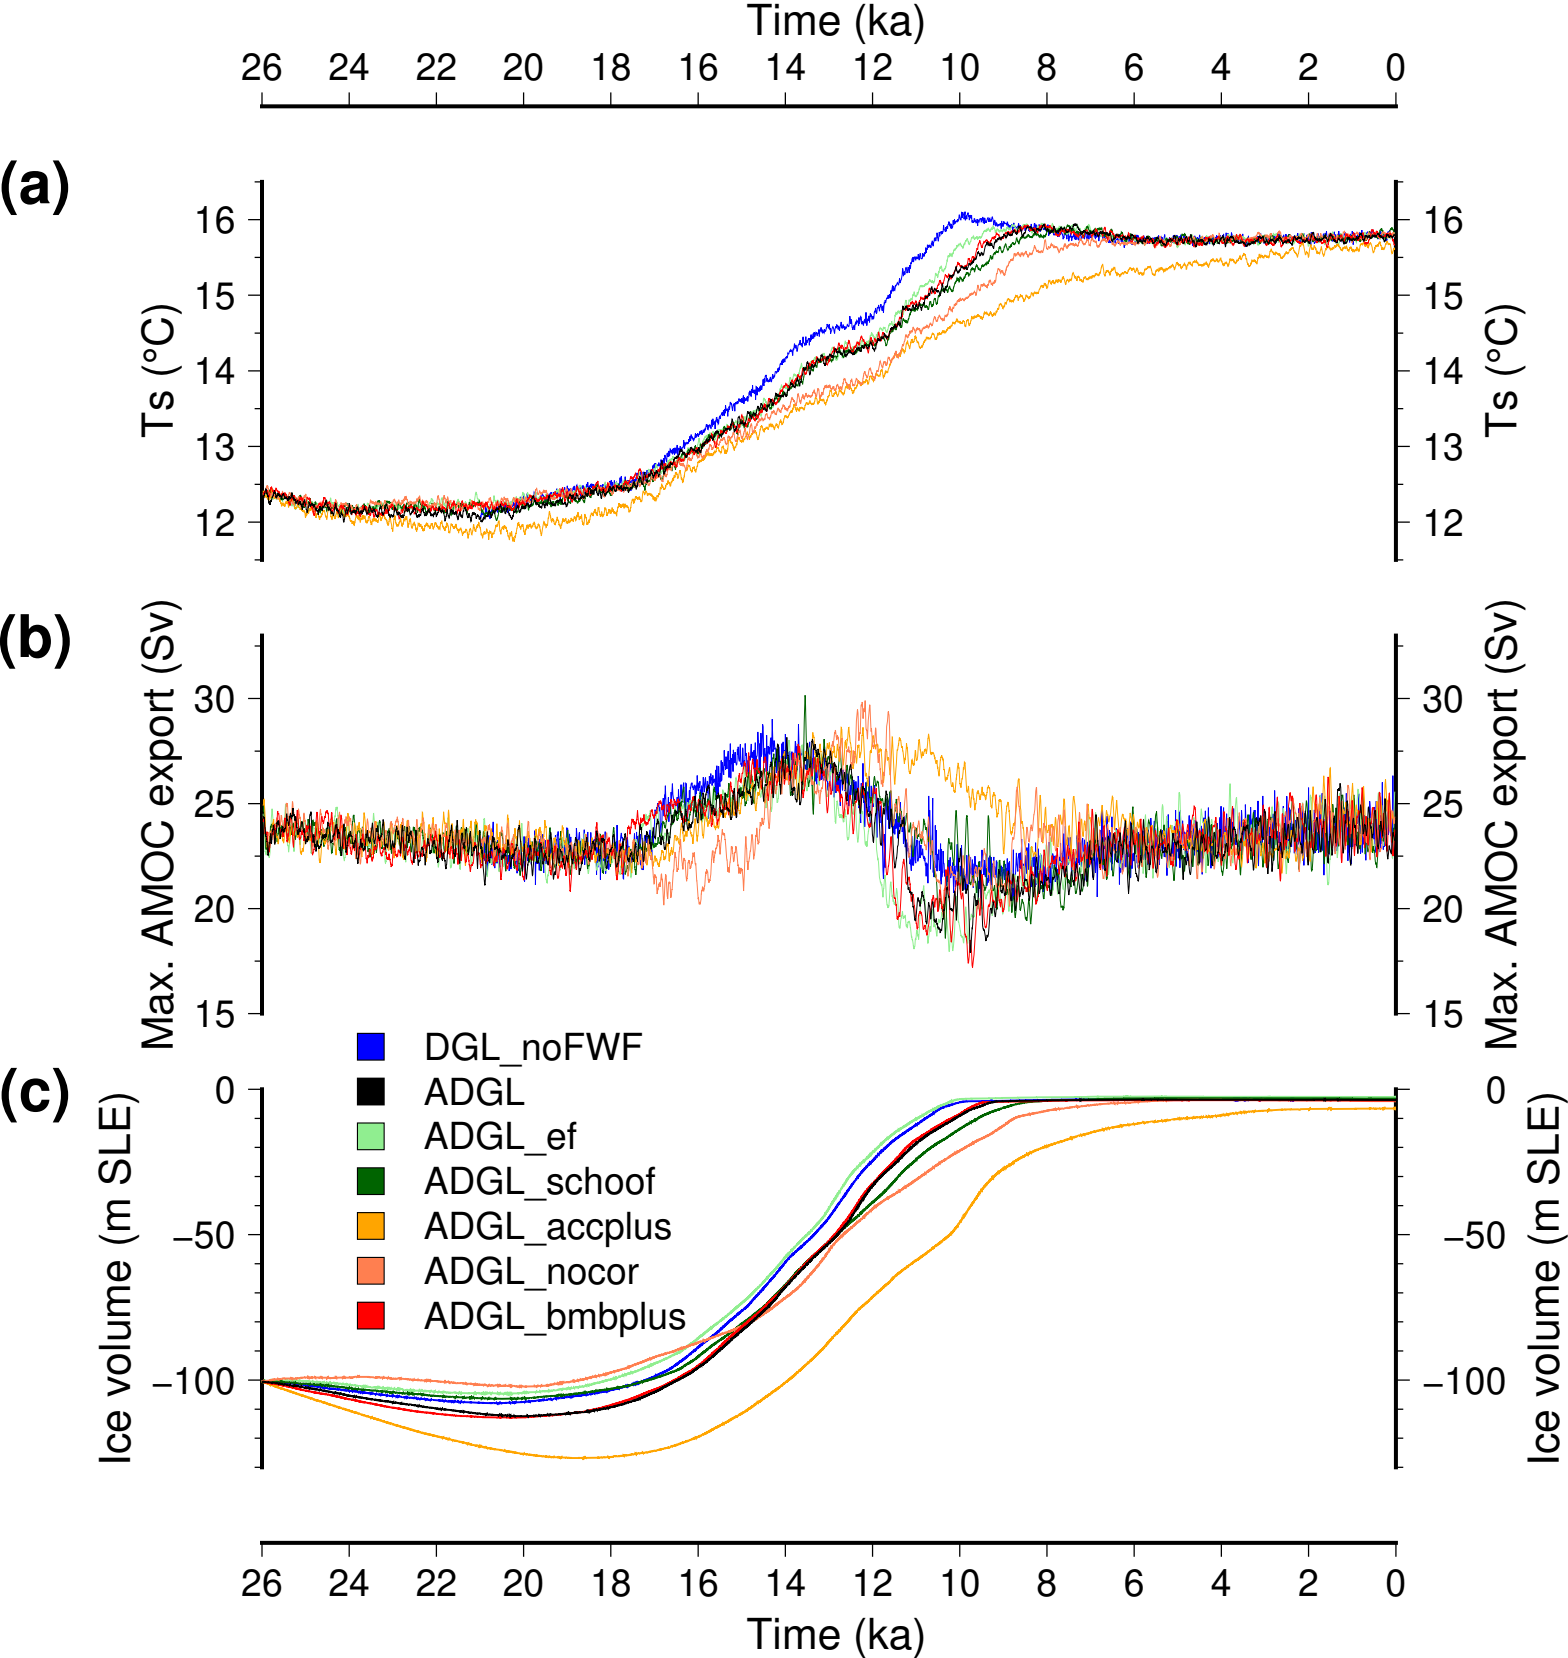 Time (ka)
26 24 22 20 18 16 14 12 10 8 6 4 2 0
(a)
Ts (°C)
16 16
15 15
14 14
13 13
12 12
Ts (°C)
(b)
Max. AMOC export (Sv)
30 30
25 25
20 20
15 15
Max. AMOC export (Sv)
DGL_noFWF
ADGL
ADGL_ef
ADGL_schoof
ADGL_accplus
ADGL_nocor
ADGL_bmbplus
(c)
Ice volume (m SLE)
0 0
−50 −50
−100 −100
Ice volume (m SLE)
26 24 22 20 18 16 14 12 10 8 6 4 2 0
Time (ka)